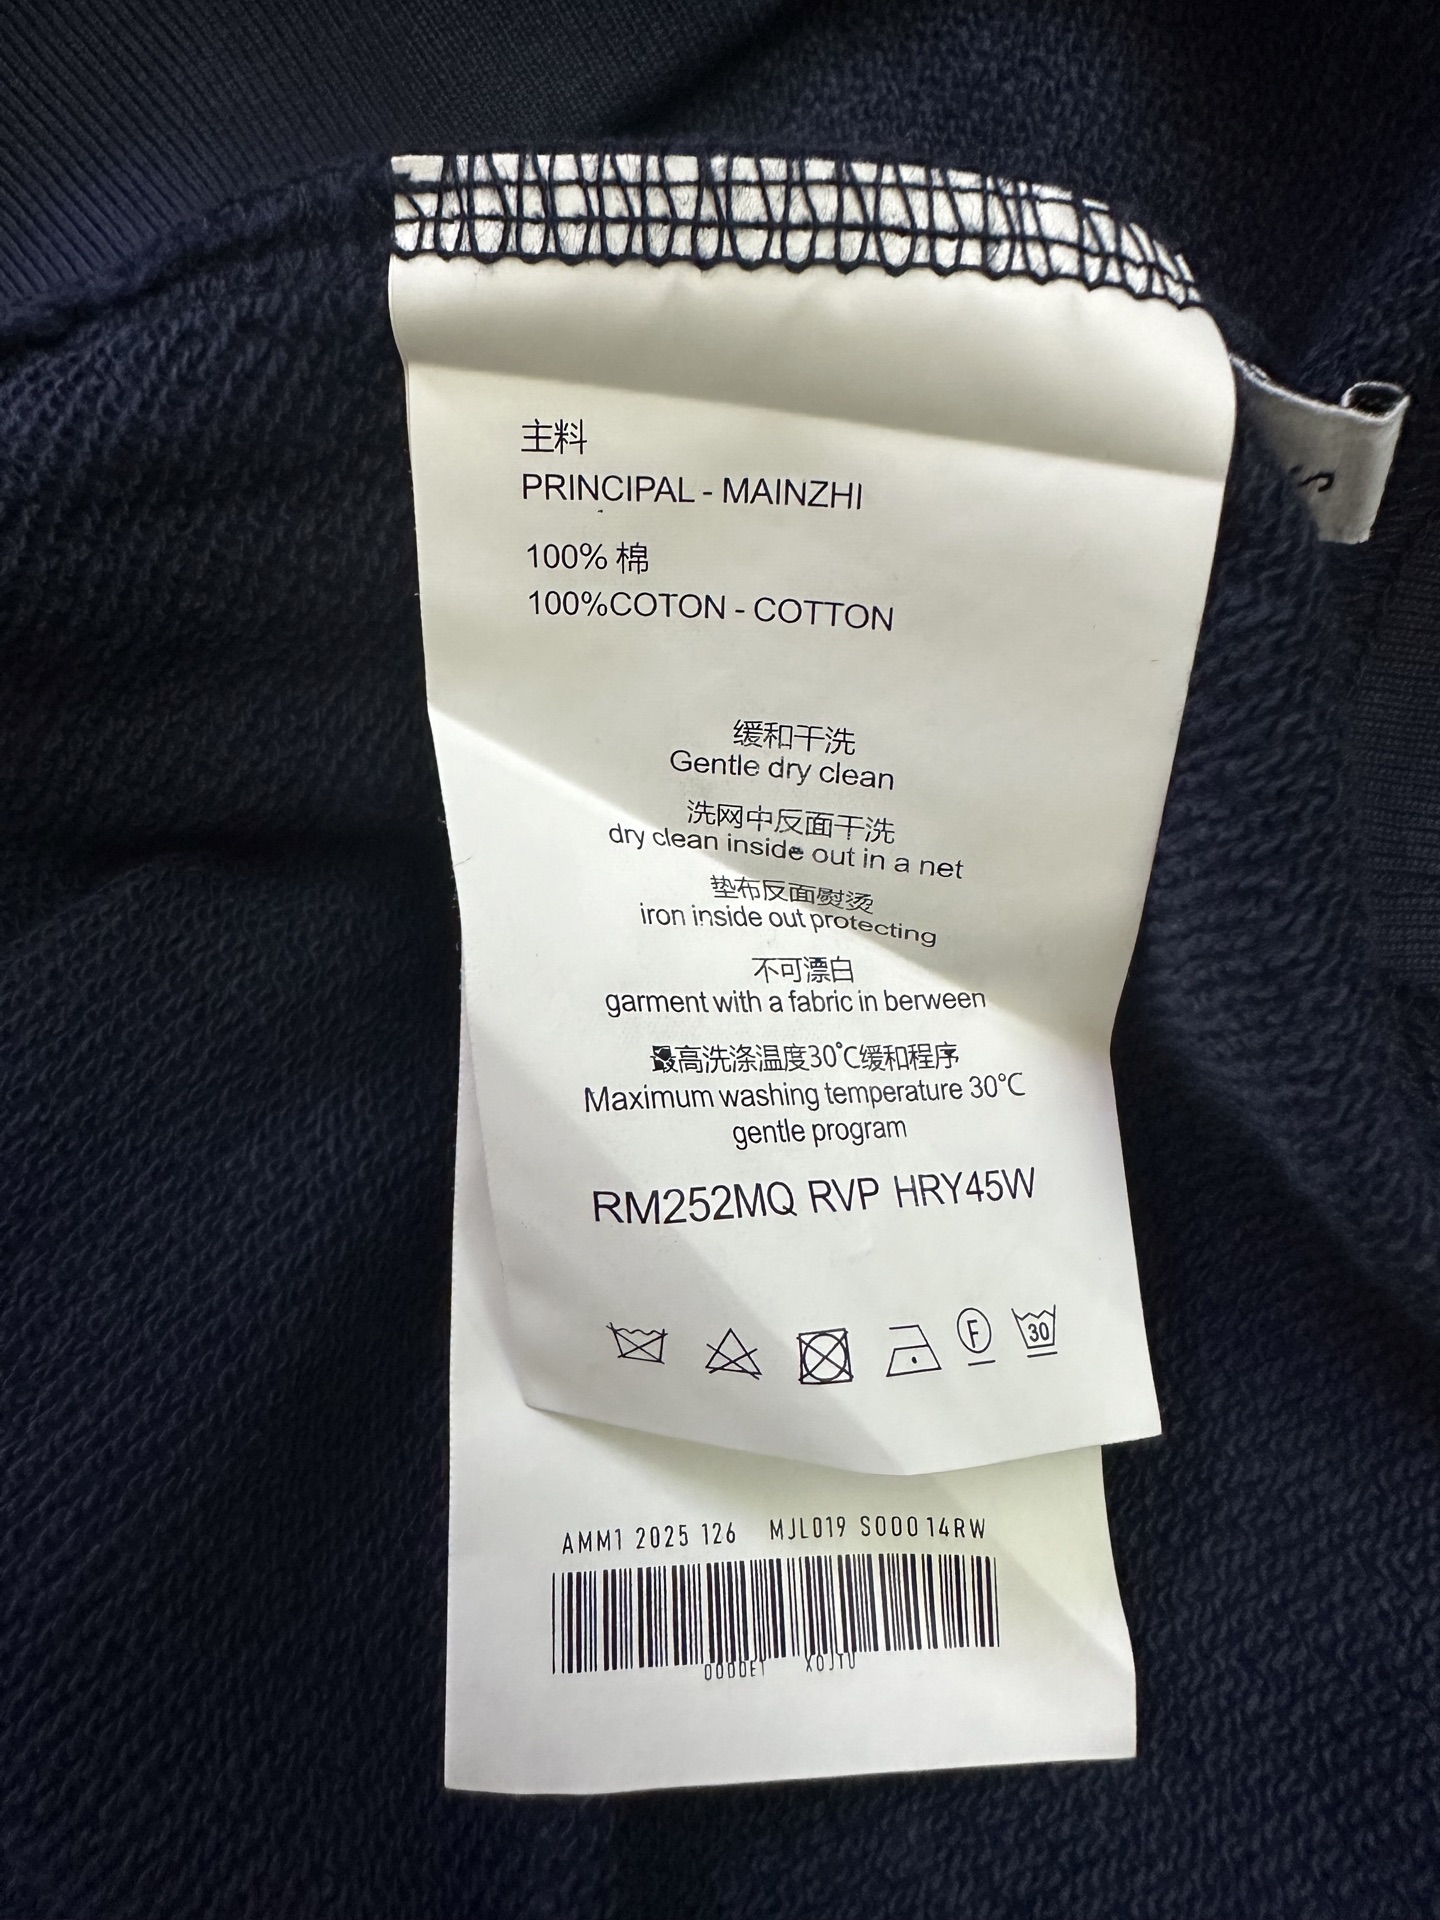 主料
PRINCIPAL - MAINZHI
100% 棉
100%COTON - COTTON
缓和干洗
Gentle dry clean
洗网中反面干洗
dry clean inside out in a net
垫布反面熨烫
iron inside out protecting
不可漂白
garment with a fabric in berween
最高洗涤温度30℃缓和程序
Maximum washing temperature 30℃
gentle program
RM252MQ RVP HRY45W
F
30
AMM1 2025 126 MJL019 S000 14RW